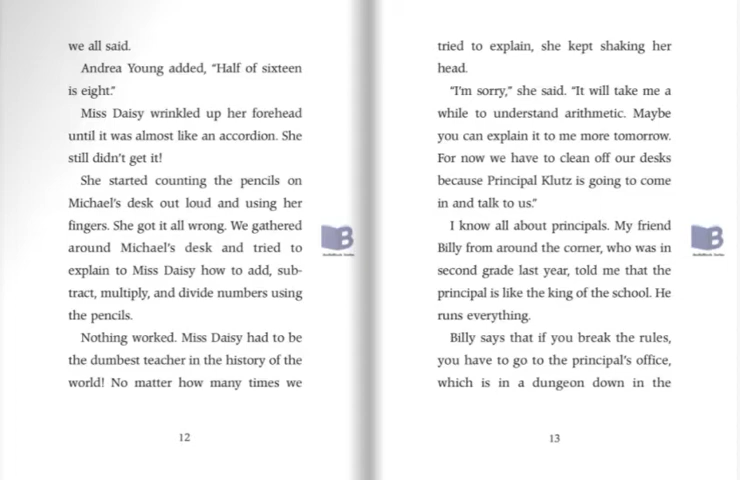 we all said.
Andrea Young added, “Half of sixteen
is eight.”
Miss Daisy wrinkled up her forehead
until it was almost like an accordion. She
still didn’t get it!
She started counting the pencils on
Michael’s desk out loud and using her
fingers. She got it all wrong. We gathered
around Michael’s desk and tried to
explain to Miss Daisy how to add, sub-
tract, multiply, and divide numbers using
the pencils.
Nothing worked. Miss Daisy had to be
the dumbest teacher in the history of the
world! No matter how many times we
12
tried to explain, she kept shaking her
head.
“I’m sorry,” she said. “It will take me a
while to understand arithmetic. Maybe
you can explain it to me more tomorrow.
For now we have to clean off our desks
because Principal Klutz is going to come
in and talk to us.”
I know all about principals. My friend
Billy from around the corner, who was in
second grade last year, told me that the
principal is like the king of the school. He
runs everything.
Billy says that if you break the rules,
you have to go to the principal’s office,
which is in a dungeon down in the
13